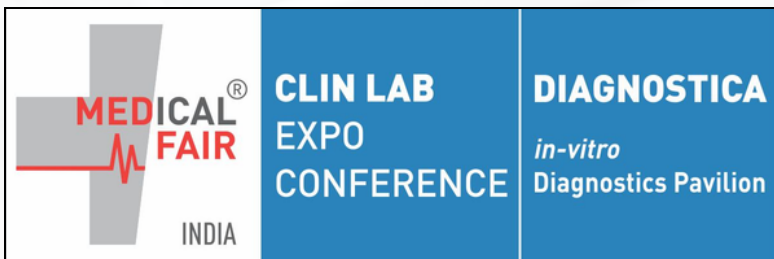 MEDICAL®
FAIR
INDIA
CLIN LAB
EXPO
CONFERENCE
DIAGNOSTICA
in-vitro
Diagnostics Pavilion